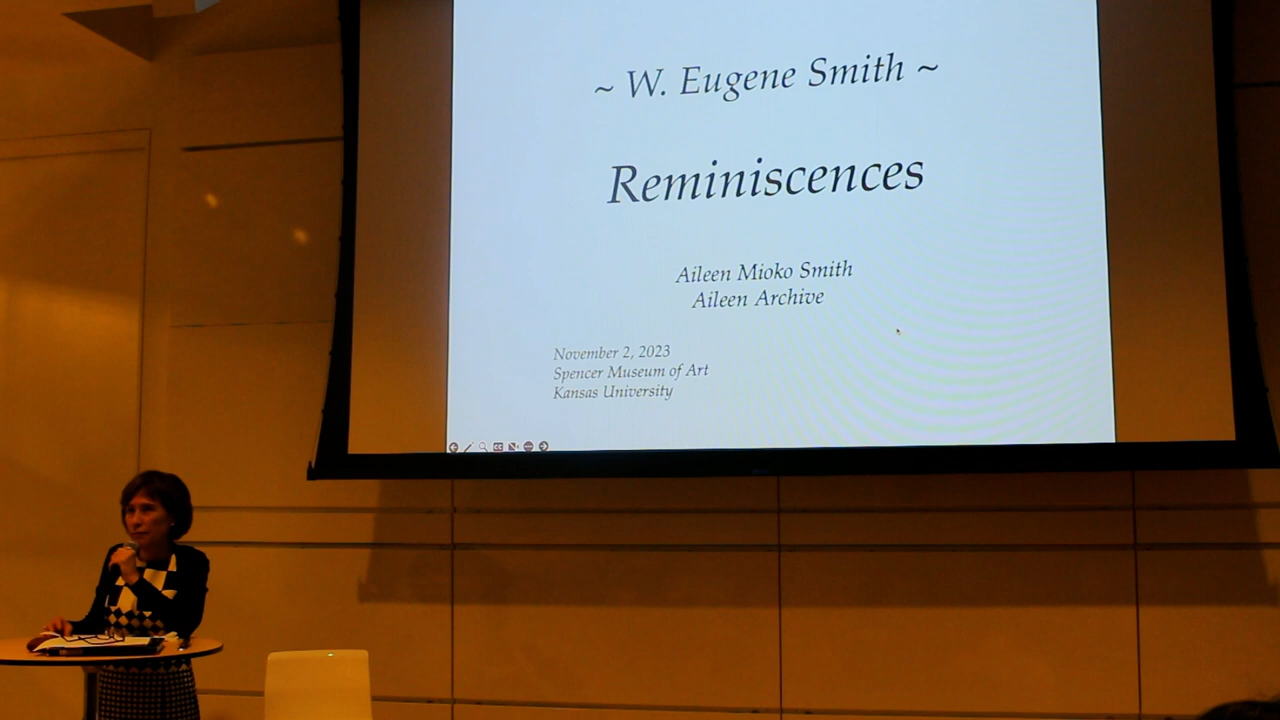 ~ W. Eugene Smith ~
Reminiscences
Aileen Mioko Smith
Aileen Archive
November 2, 2023
Spencer Museum of Art
Kansas University